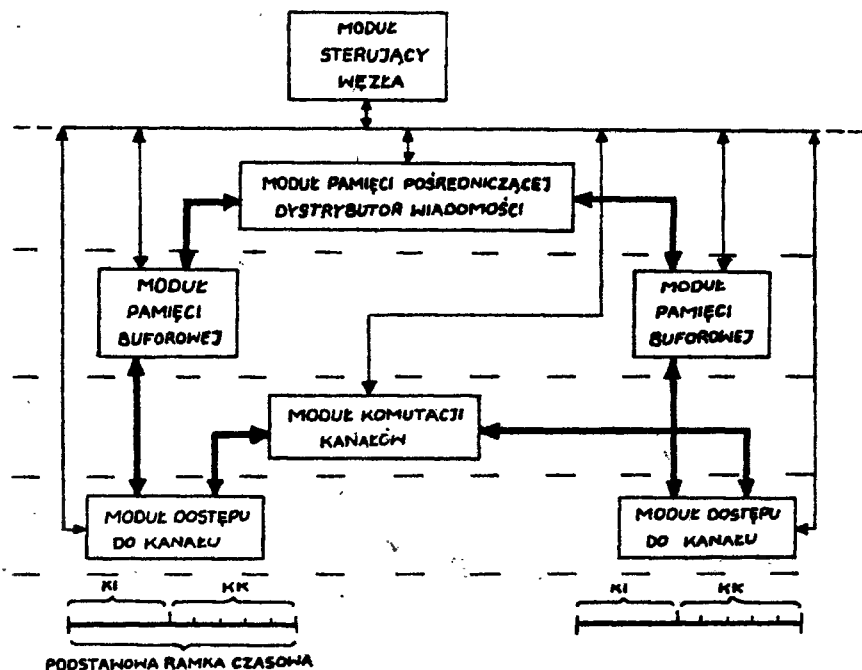 MODUŁ
STERUJĄCY
WĘZŁA
MODUŁ PAMIĘCI POŚREDNICZĄCEJ
DYSTRYBUTOR WIADOMOŚCI
MODUŁ
PAMIĘCI
BUFOROWEJ
MODUŁ
PAMIĘCI
BUFOROWEJ
MODUŁ KOMUTACJI
KANAŁÓW
MODUŁ DOSTĘPU
DO KANAŁU
MODUŁ DOSTĘPU
DO KANAŁU
KI KK
KI KK
PODSTAWOWA RAMKA CZASOWA